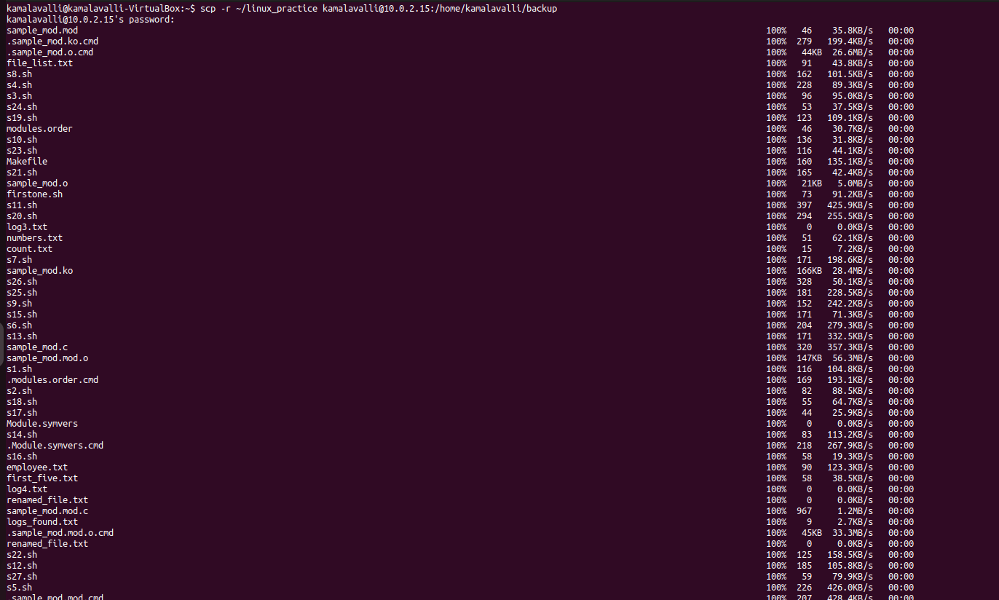 kamalavalli@kamalavalli-VirtualBox:~$ scp -r ~/linux_practice kamalavalli@10.0.2.15:/home/kamalavalli/backup
kamalavalli@10.0.2.15's password:
sample_mod.mod 100% 46 35.8KB/s 00:00
.sample_mod.ko.cmd 100% 279 199.4KB/s 00:00
.sample_mod.o.cmd 100% 44KB 26.6MB/s 00:00
file_list.txt 100% 91 43.8KB/s 00:00
s8.sh 100% 162 101.5KB/s 00:00
s4.sh 100% 228 89.3KB/s 00:00
s3.sh 100% 96 95.0KB/s 00:00
s24.sh 100% 53 37.5KB/s 00:00
s19.sh 100% 123 109.1KB/s 00:00
modules.order 100% 46 30.7KB/s 00:00
s10.sh 100% 136 31.8KB/s 00:00
s23.sh 100% 116 44.1KB/s 00:00
Makefile 100% 160 135.1KB/s 00:00
s21.sh 100% 165 42.4KB/s 00:00
sample_mod.o 100% 21KB 5.0MB/s 00:00
firstone.sh 100% 73 91.2KB/s 00:00
s11.sh 100% 397 425.9KB/s 00:00
s20.sh 100% 294 255.5KB/s 00:00
log3.txt 100% 0 0.0KB/s 00:00
numbers.txt 100% 51 62.1KB/s 00:00
count.txt 100% 15 7.2KB/s 00:00
s7.sh 100% 171 198.6KB/s 00:00
sample_mod.ko 100% 166KB 28.4MB/s 00:00
s26.sh 100% 328 50.1KB/s 00:00
s25.sh 100% 181 228.5KB/s 00:00
s9.sh 100% 152 242.2KB/s 00:00
s15.sh 100% 171 71.3KB/s 00:00
s6.sh 100% 204 279.3KB/s 00:00
s13.sh 100% 171 332.5KB/s 00:00
sample_mod.c 100% 320 357.3KB/s 00:00
sample_mod.mod.o 100% 147KB 56.3MB/s 00:00
s1.sh 100% 116 104.8KB/s 00:00
.modules.order.cmd 100% 169 193.1KB/s 00:00
s2.sh 100% 82 88.5KB/s 00:00
s18.sh 100% 55 64.7KB/s 00:00
s17.sh 100% 44 25.9KB/s 00:00
Module.symvers 100% 0 0.0KB/s 00:00
s14.sh 100% 83 113.2KB/s 00:00
.Module.symvers.cmd 100% 218 267.9KB/s 00:00
s16.sh 100% 58 19.3KB/s 00:00
employee.txt 100% 90 123.3KB/s 00:00
first_five.txt 100% 58 38.5KB/s 00:00
log4.txt 100% 0 0.0KB/s 00:00
renamed_file.txt 100% 0 0.0KB/s 00:00
sample_mod.mod.c 100% 967 1.2MB/s 00:00
logs_found.txt 100% 9 2.7KB/s 00:00
.sample_mod.mod.o.cmd 100% 45KB 33.3MB/s 00:00
renamed_file.txt 100% 0 0.0KB/s 00:00
s22.sh 100% 125 158.5KB/s 00:00
s12.sh 100% 185 105.8KB/s 00:00
s27.sh 100% 59 79.9KB/s 00:00
s5.sh 100% 226 426.0KB/s 00:00
.sample_mod.mod.cmd 100% 207 428.4KB/s 00:00